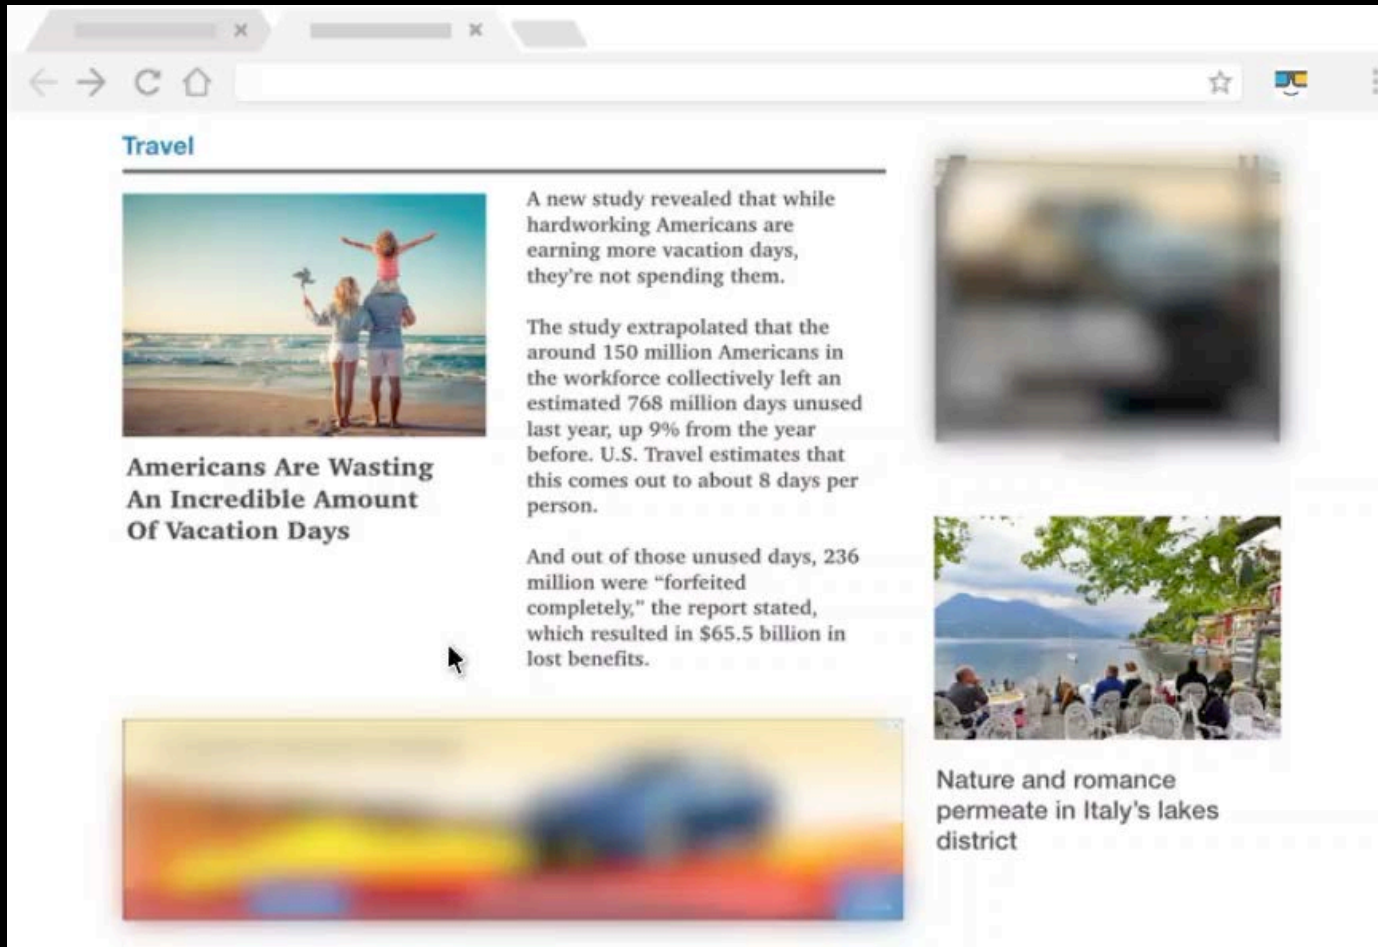 Travel
Americans Are Wasting
An Incredible Amount
Of Vacation Days
A new study revealed that while
hardworking Americans are
earning more vacation days,
they're not spending them.
The study extrapolated that the
around 150 million Americans in
the workforce collectively left an
estimated 768 million days unused
last year, up 9% from the year
before. U.S. Travel estimates that
this comes out to about 8 days per
person.
And out of those unused days, 236
million were “forfeited
completely,” the report stated,
which resulted in $65.5 billion in
lost benefits.
Nature and romance
permeate in Italy's lakes
district